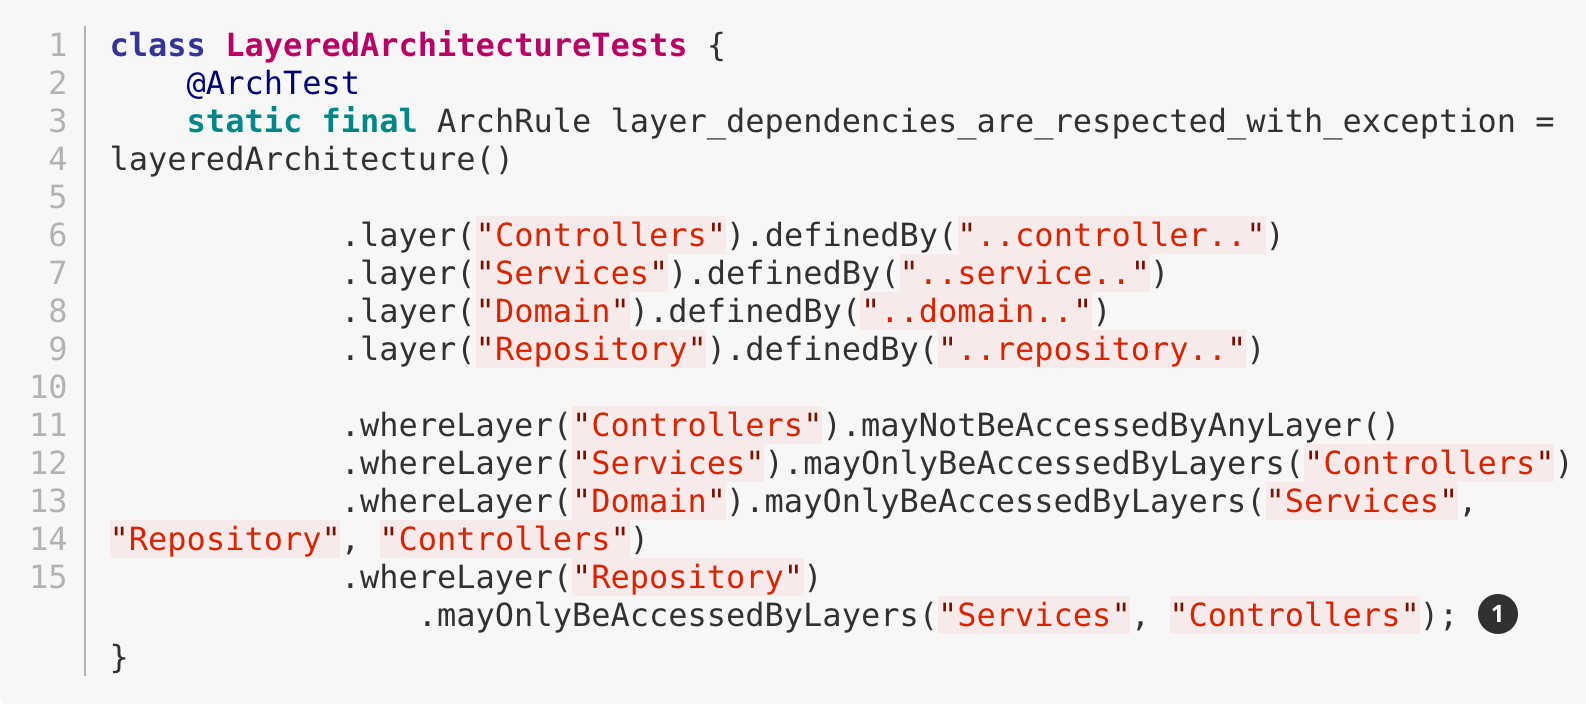 1 class LayeredArchitectureTests {
2     @ArchTest
3     static final ArchRule layer_dependencies_are_respected_with_exception =
4 layeredArchitecture()
5
6             .layer("Controllers").definedBy("..controller..")
7             .layer("Services").definedBy("..service..")
8             .layer("Domain").definedBy("..domain..")
9             .layer("Repository").definedBy("..repository..")
10
11             .whereLayer("Controllers").mayNotBeAccessedByAnyLayer()
12             .whereLayer("Services").mayOnlyBeAccessedByLayers("Controllers")
13             .whereLayer("Domain").mayOnlyBeAccessedByLayers("Services",
14 "Repository", "Controllers")
15             .whereLayer("Repository")
                .mayOnlyBeAccessedByLayers("Services", "Controllers"); 1
}